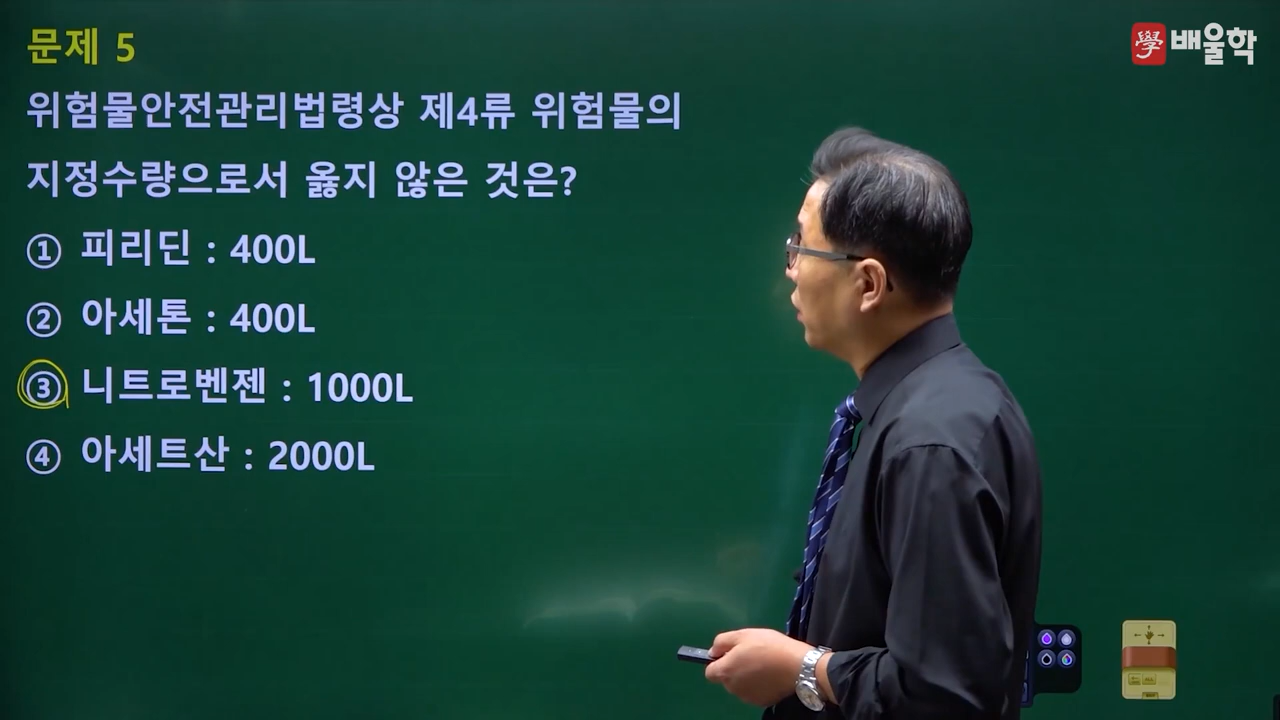 문제 5
學 배울학
위험물안전관리법령상 제4류 위험물의
지정수량으로서 옳지 않은 것은?
① 피리딘 : 400L
② 아세톤 : 400L
③ 니트로벤젠 : 1000L
④ 아세트산 : 2000L